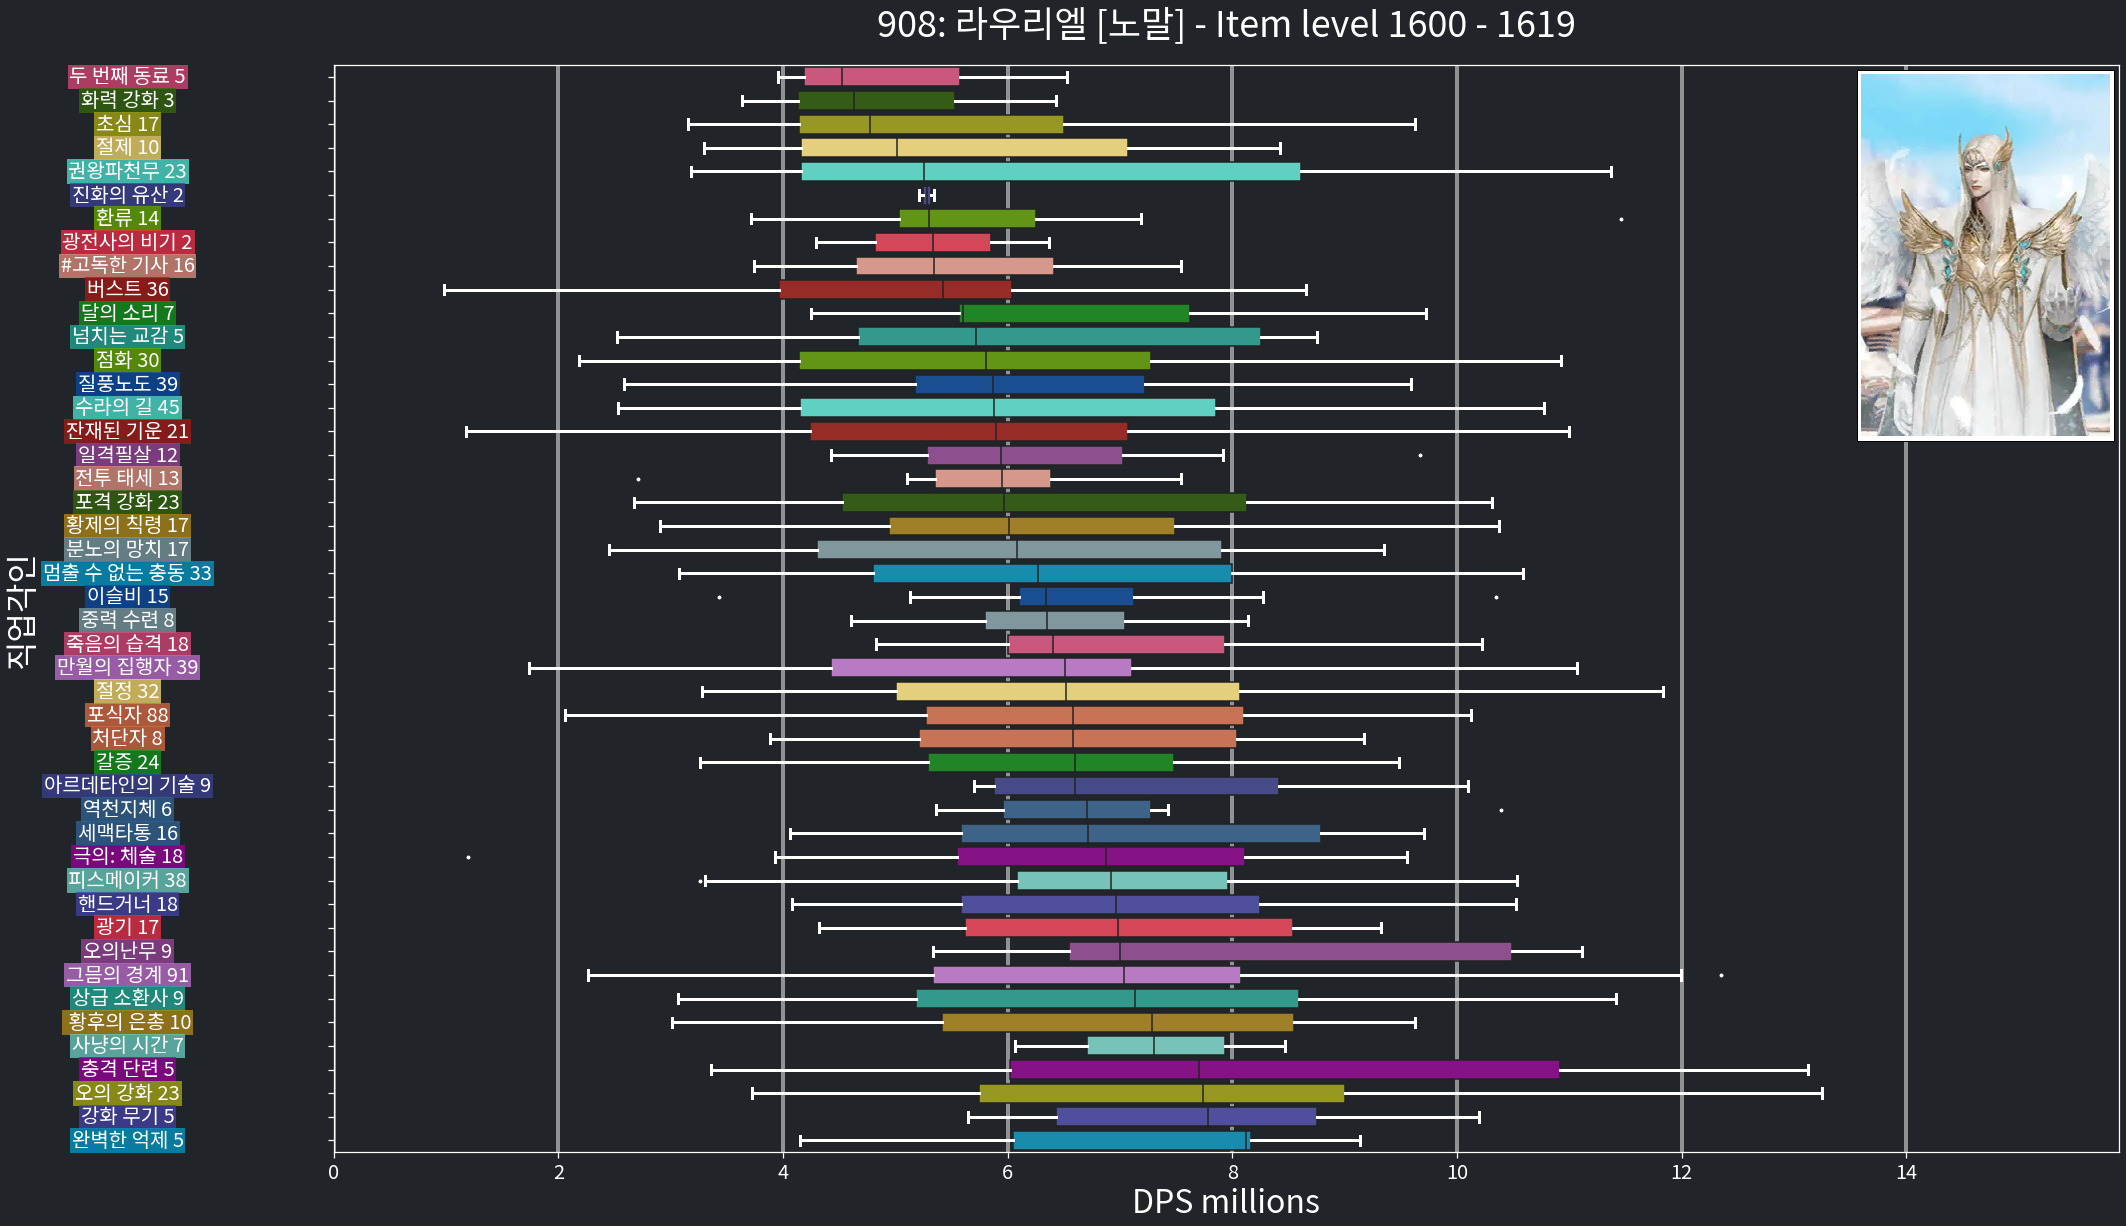 908: 라우리엘 [노말] - Item level 1600 - 1619
두 번째 동료 5
화력 강화 3
초심 17
절제 10
권왕파천무 23
진화의 유산 2
환류 14
광전사의 비기 2
#고독한 기사 16
버스트 36
달의 소리 7
넘치는 교감 5
점화 30
질풍노도 39
수라의 길 45
잔재된 기운 21
일격필살 12
전투 태세 13
포격 강화 23
황제의 칙령 17
분노의 망치 17
멈출 수 없는 충동 33
이슬비 15
중력 수련 8
죽음의 습격 18
만월의 집행자 39
절정 32
포식자 88
처단자 8
갈증 24
아르데타인의 기술 9
역천지체 6
세맥타통 16
극의: 체술 18
피스메이커 38
핸드거너 18
광기 17
오의난무 9
그믐의 경계 91
상급 소환사 9
황후의 은총 10
사냥의 시간 7
충격 단련 5
오의 강화 23
강화 무기 5
완벽한 억제 5
직업각인
0 2 4 6 8 10 12 14
DPS millions